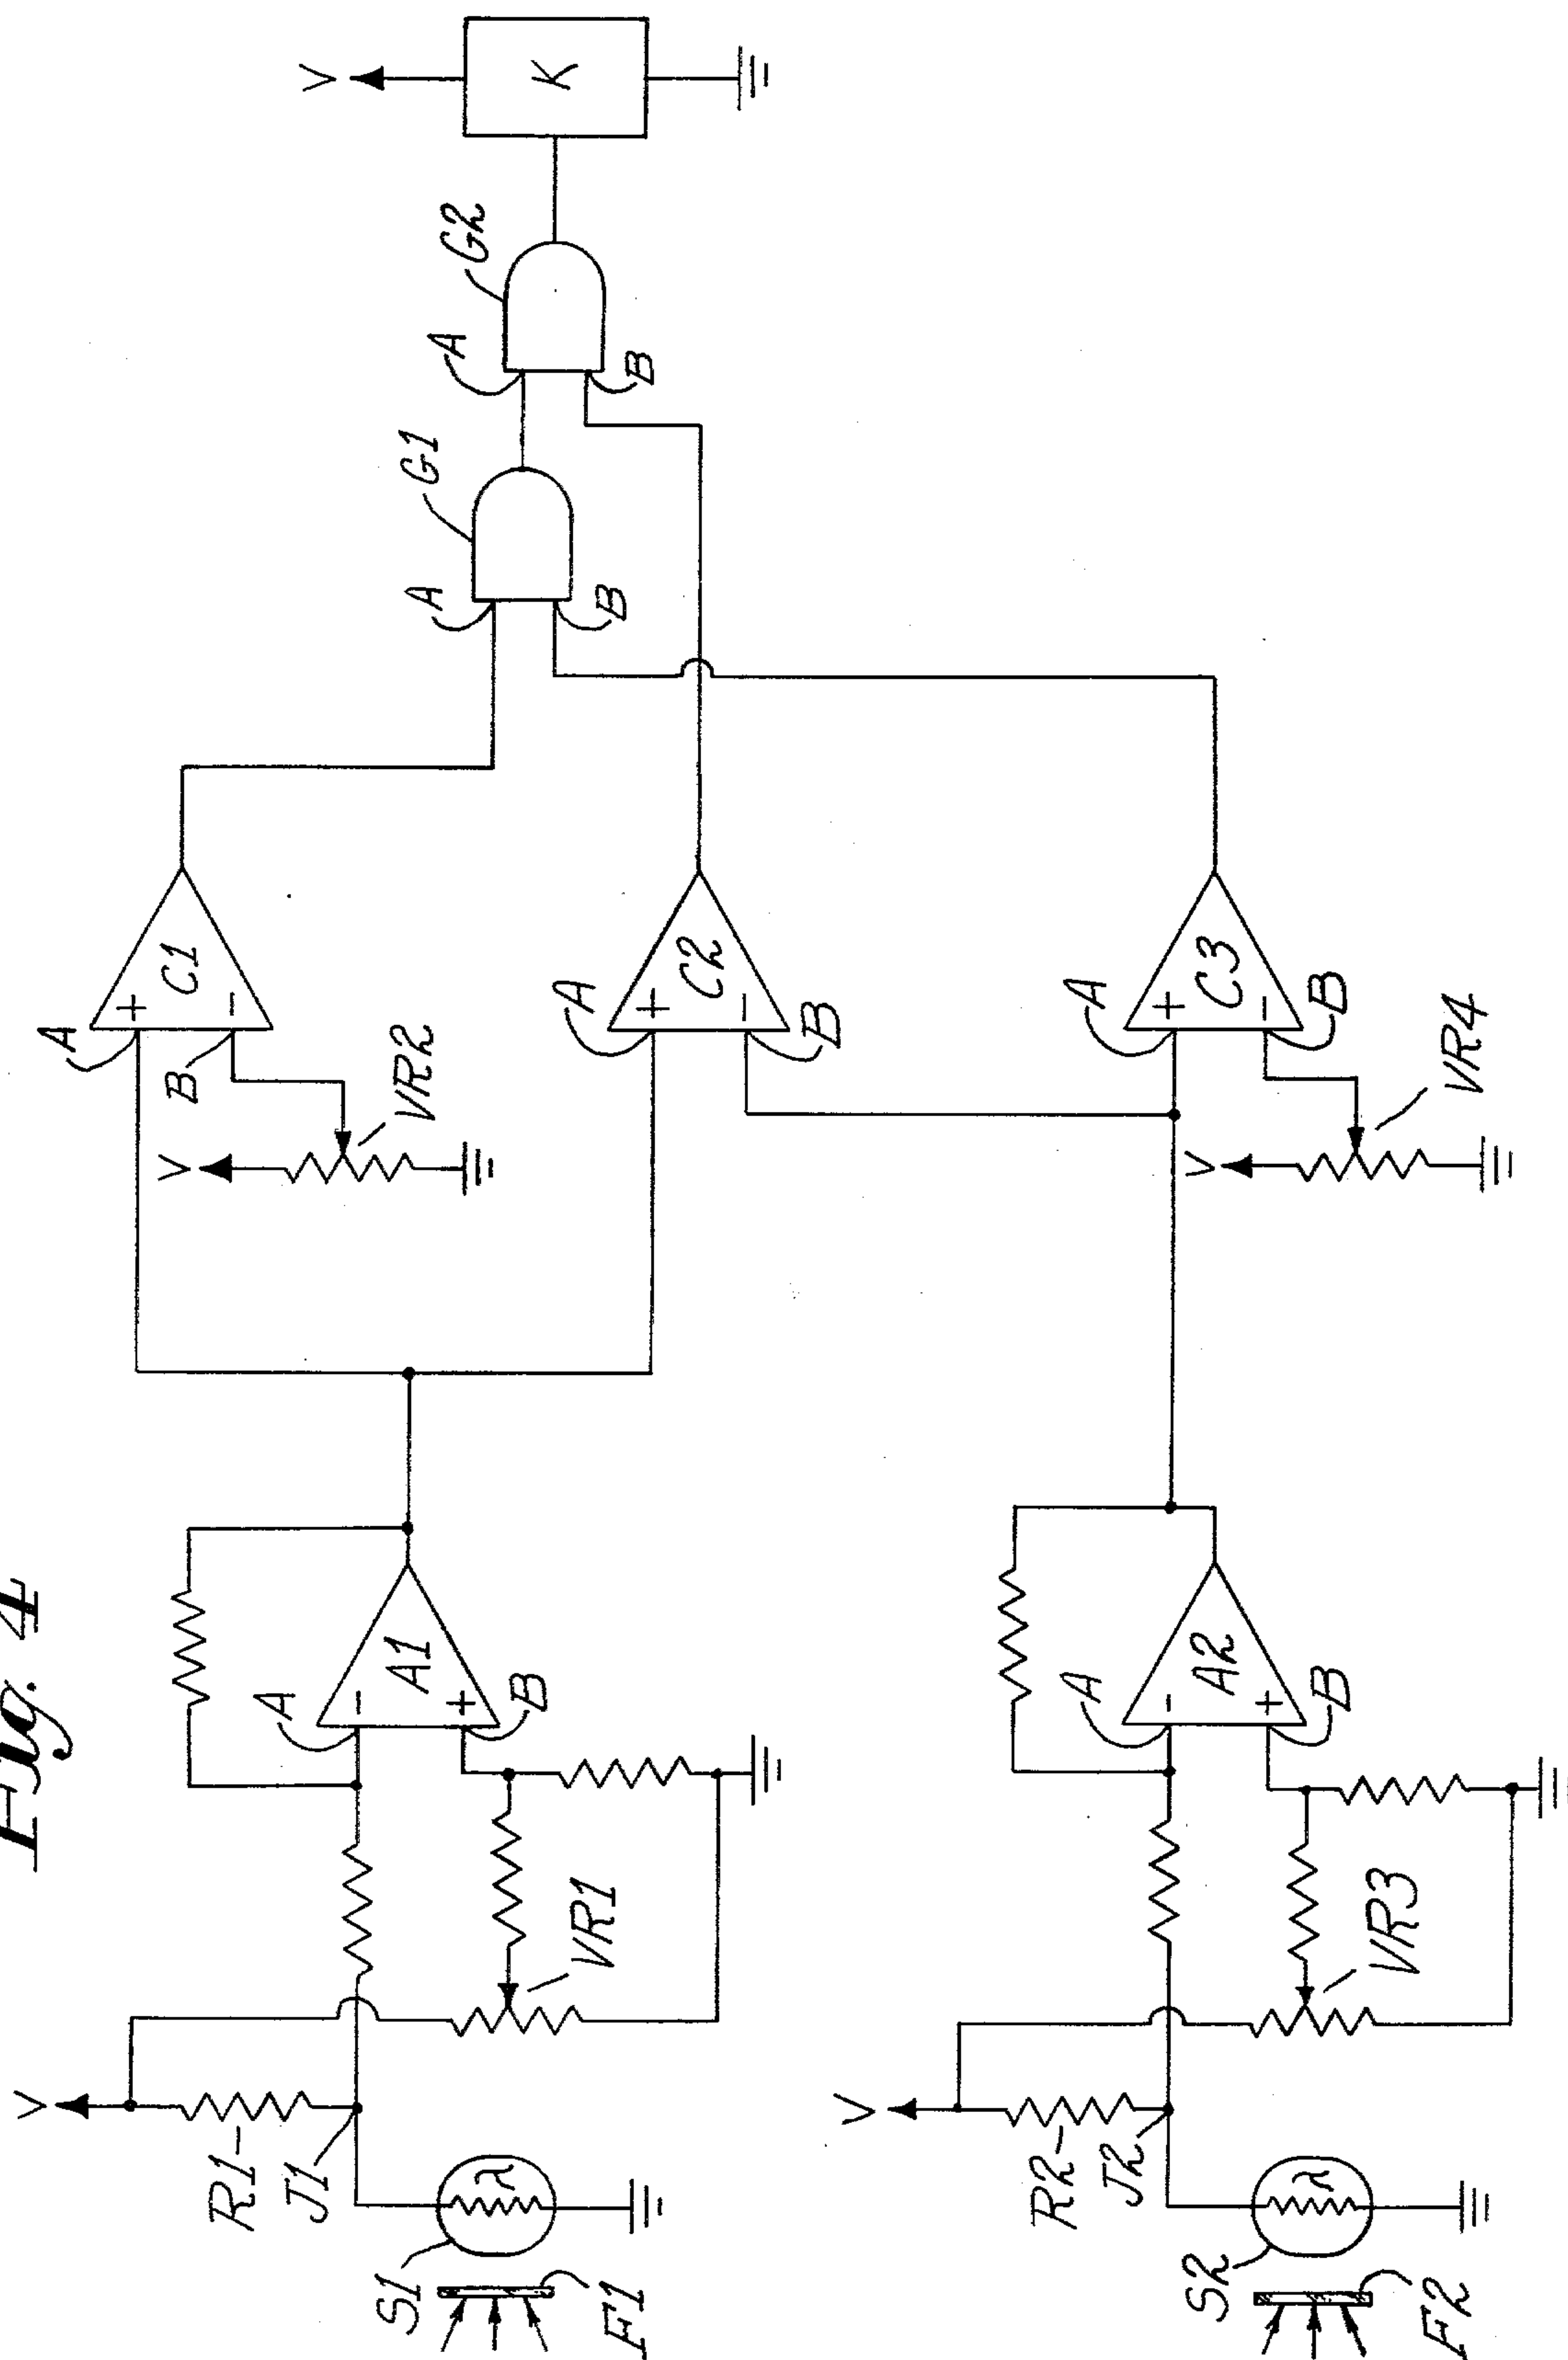 Fig. 4
V
K
G2
A
B
G1
A
B
A
+
C1
−
B
V
VR2
A
+
C2
−
B
A
+
C3
−
B
V
VR4
A
−
A1
+
B
VR1
V
R1
J1
S1
λ
F1
A
−
A2
+
B
VR3
V
R2
J2
S2
λ
F2